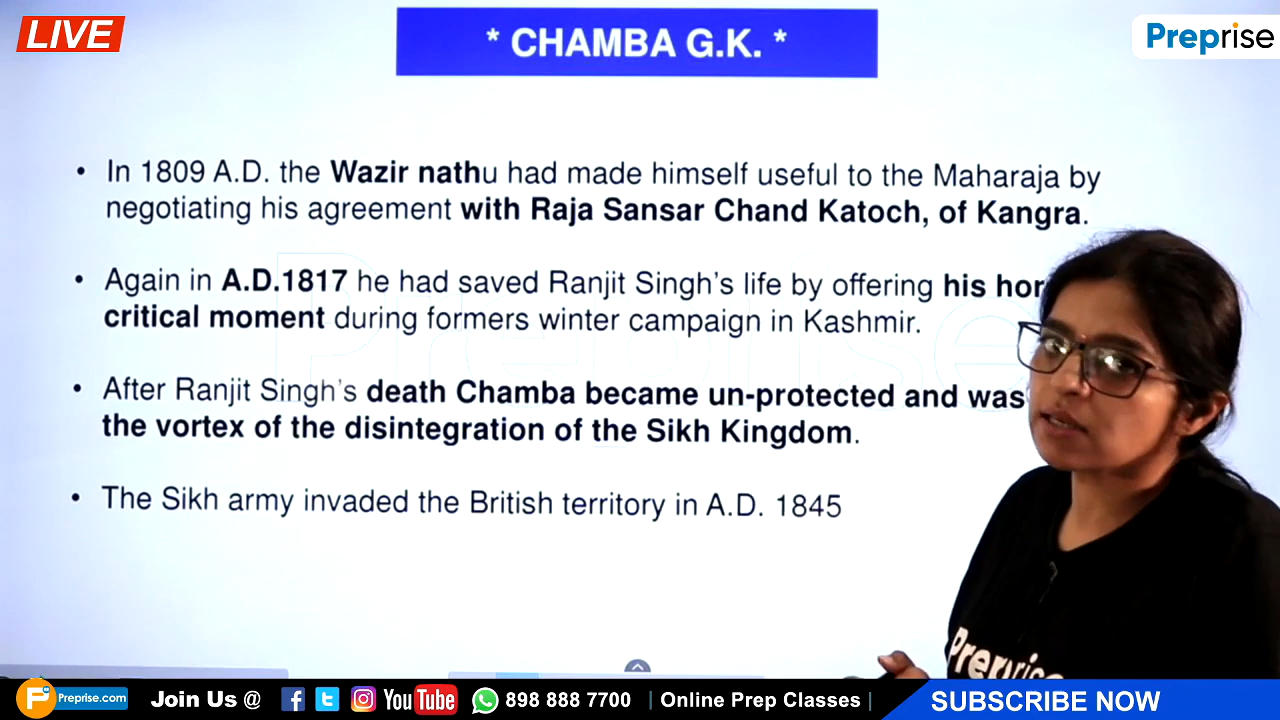 LIVE
* CHAMBA G.K. *
Preprise
• In 1809 A.D. the Wazir nathu had made himself useful to the Maharaja by
negotiating his agreement with Raja Sansar Chand Katoch, of Kangra.
• Again in A.D.1817 he had saved Ranjit Singh's life by offering his
critical moment during formers winter campaign in Kashmir.
• After Ranjit Singh's death Chamba became un-protected and was
the vortex of the disintegration of the Sikh Kingdom.
• The Sikh army invaded the British territory in A.D. 1845
Preprise
Preprise
P Preprise.com Join Us @ YouTube 898 888 7700 | Online Prep Classes | SUBSCRIBE NOW